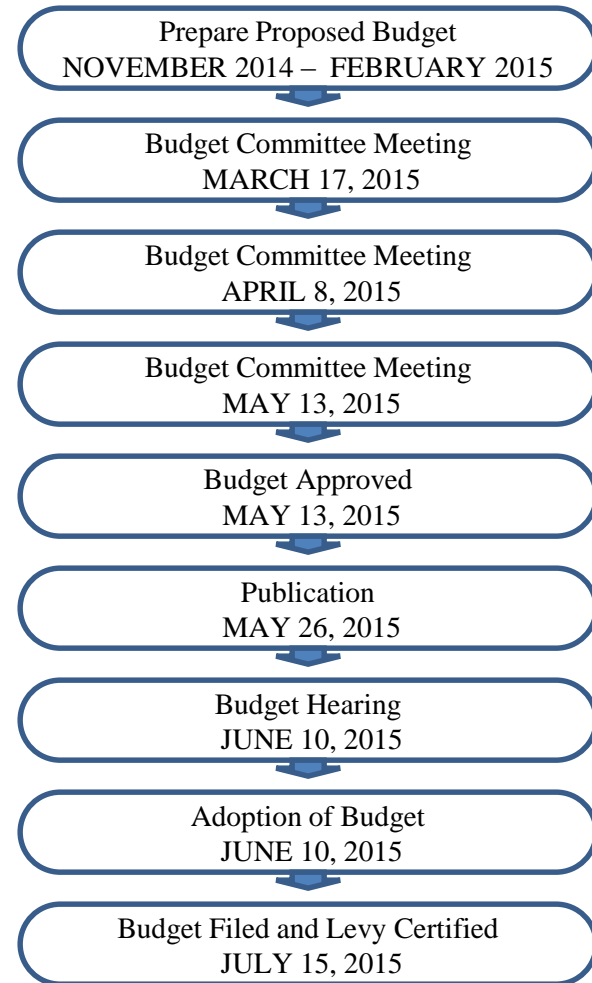 Prepare Proposed Budget
NOVEMBER 2014 – FEBRUARY 2015
Budget Committee Meeting
MARCH 17, 2015
Budget Committee Meeting
APRIL 8, 2015
Budget Committee Meeting
MAY 13, 2015
Budget Approved
MAY 13, 2015
Publication
MAY 26, 2015
Budget Hearing
JUNE 10, 2015
Adoption of Budget
JUNE 10, 2015
Budget Filed and Levy Certified
JULY 15, 2015